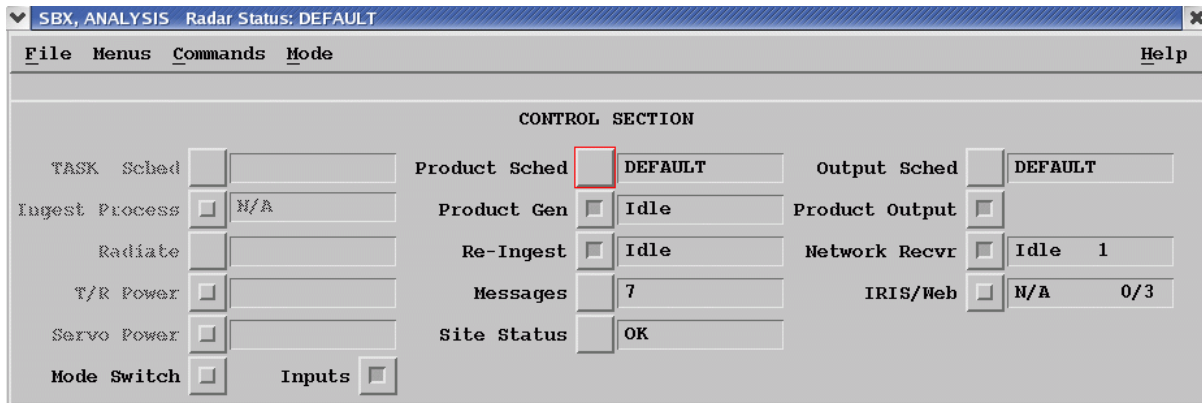 SBX, ANALYSIS Radar Status: DEFAULT
File Menus Commands Mode Help
CONTROL SECTION
TASK Sched Product Sched DEFAULT Output Sched DEFAULT
Ingest Process N/A Product Gen Idle Product Output
Radiate Re-Ingest Idle Network Recvr Idle 1
T/R Power Messages 7 IRIS/Web N/A 0/3
Servo Power Site Status OK
Mode Switch Inputs